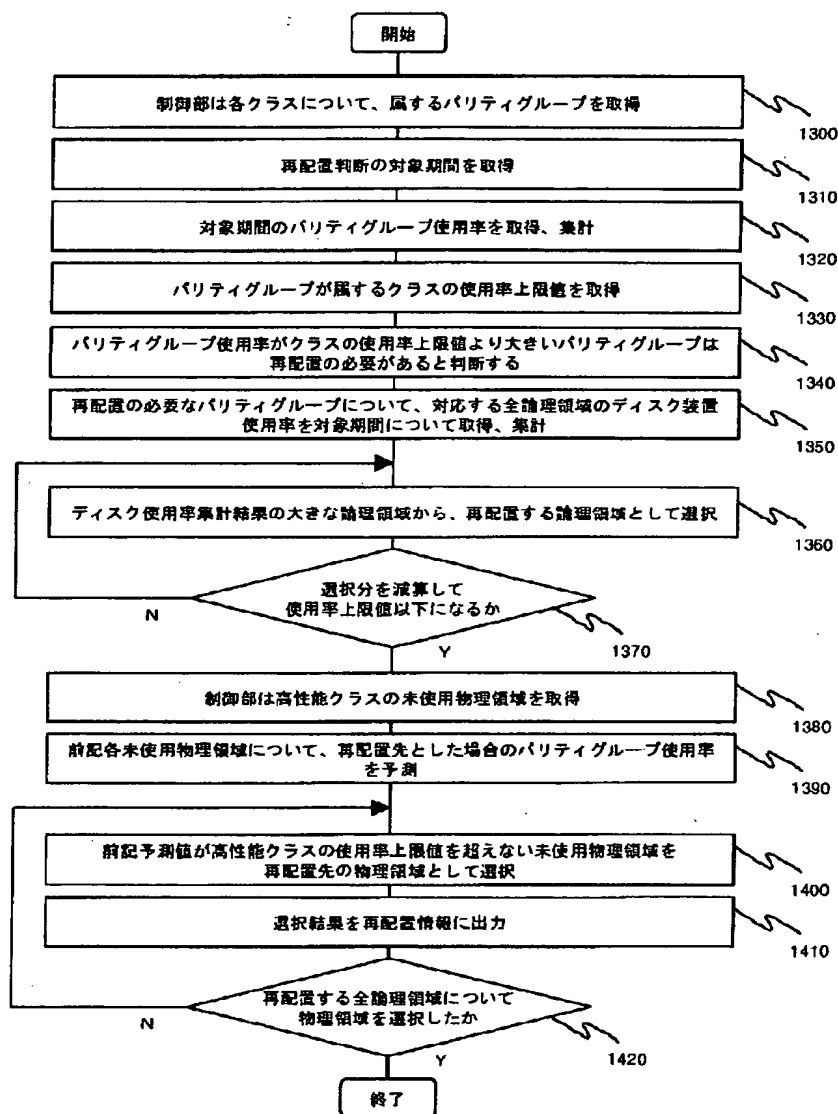 開始
制御部は各クラスについて、属するパリティグループを取得
1300
再配置判断の対象期間を取得
1310
対象期間のパリティグループ使用率を取得、集計
1320
パリティグループが属するクラスの使用率上限値を取得
1330
パリティグループ使用率がクラスの使用率上限値より大きいパリティグループは
再配置の必要があると判断する
1340
再配置の必要なパリティグループについて、対応する全論理領域のディスク装置
使用率を対象期間について取得、集計
1350
ディスク使用率集計結果の大きな論理領域から、再配置する論理領域として選択
1360
選択分を減算して
使用率上限値以下になるか
N
1370
Y
制御部は高性能クラスの未使用物理領域を取得
1380
前記各未使用物理領域について、再配置先とした場合のパリティグループ使用率
を予測
1390
前記予測値が高性能クラスの使用率上限値を超えない未使用物理領域を
再配置先の物理領域として選択
1400
選択結果を再配置情報に出力
1410
再配置する全論理領域について
物理領域を選択したか
N
1420
Y
終了